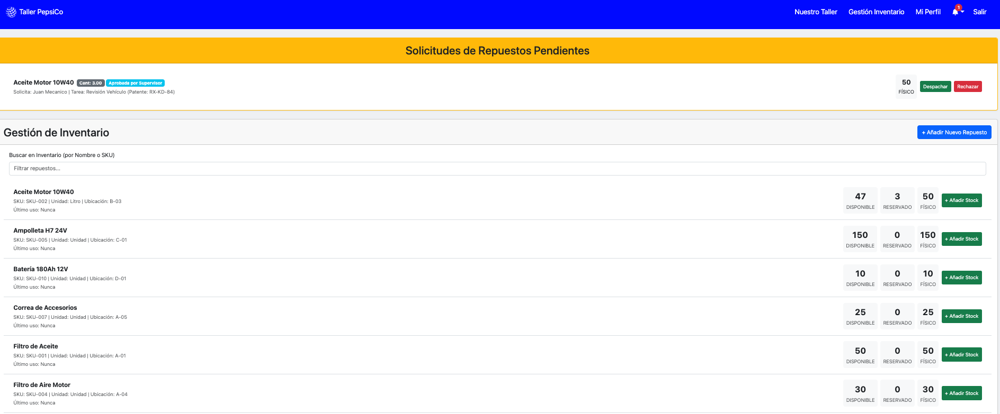 Taller PepsiCo
Nuestro Taller Gestión Inventario Mi Perfil 1 Salir
Solicitudes de Repuestos Pendientes
Aceite Motor 10W40 Cant: 3.00 Aprobada por Supervisor
Solicita: Juan Mecanico | Tarea: Revisión Vehículo (Patente: RX-KD-84)
50
FÍSICO
Despachar Rechazar
Gestión de Inventario
+ Añadir Nuevo Repuesto
Buscar en Inventario (por Nombre o SKU)
Filtrar repuestos...
Aceite Motor 10W40
SKU: SKU-002 | Unidad: Litro | Ubicación: B-03
Último uso: Nunca
47 3 50
DISPONIBLE RESERVADO FÍSICO
+ Añadir Stock
Ampolleta H7 24V
SKU: SKU-005 | Unidad: Unidad | Ubicación: C-01
Último uso: Nunca
150 0 150
DISPONIBLE RESERVADO FÍSICO
+ Añadir Stock
Batería 180Ah 12V
SKU: SKU-010 | Unidad: Unidad | Ubicación: D-01
Último uso: Nunca
10 0 10
DISPONIBLE RESERVADO FÍSICO
+ Añadir Stock
Correa de Accesorios
SKU: SKU-007 | Unidad: Unidad | Ubicación: A-05
Último uso: Nunca
25 0 25
DISPONIBLE RESERVADO FÍSICO
+ Añadir Stock
Filtro de Aceite
SKU: SKU-001 | Unidad: Unidad | Ubicación: A-01
Último uso: Nunca
50 0 50
DISPONIBLE RESERVADO FÍSICO
+ Añadir Stock
Filtro de Aire Motor
SKU: SKU-004 | Unidad: Unidad | Ubicación: A-04
Último uso: Nunca
30 0 30
DISPONIBLE RESERVADO FÍSICO
+ Añadir Stock